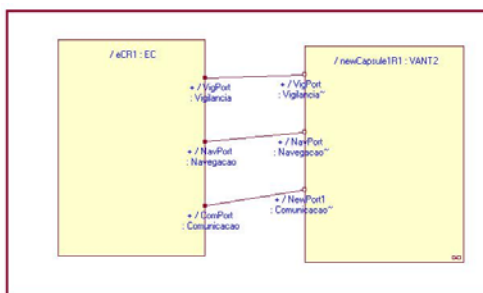 / eCR1 : EC
/ newCapsule1R1 : VANT2
+ / VigPort
: Vigilancia
+ / VigPort
: Vigilancia~
+ / NavPort
: Navegacao
+ / NavPort
: Navegacao~
+ / ComPort
: Comunicacao
+ / NewPort1
: Comunicacao~